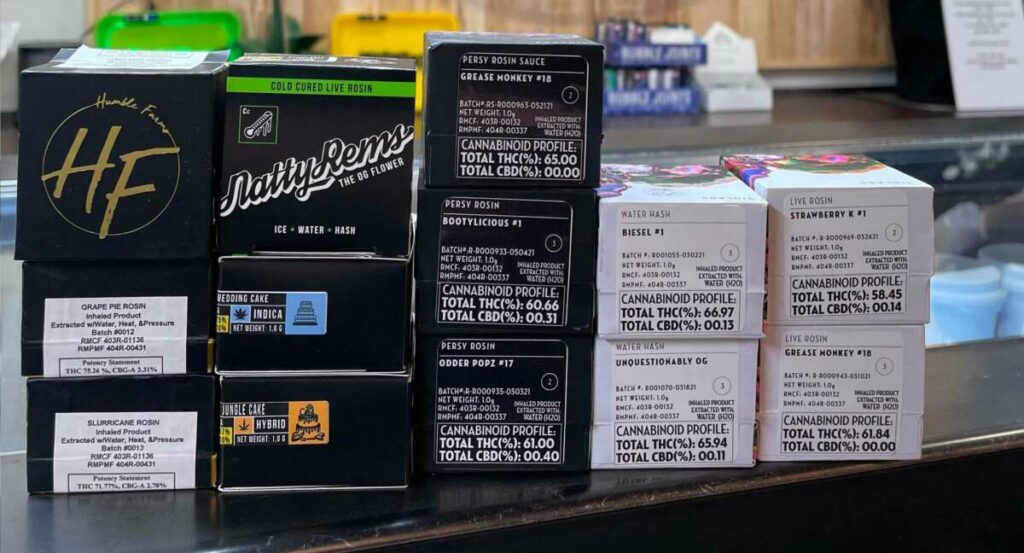 Humble Farms
HF
GRAPE PIE ROSIN
Inhaled Product
Extracted w/Water, Heat, &Pressure
Batch #0012
RMCF 403R-01136
RMPMF 404R-00431
Potency Statement
THC 75.26 %, CBG-A 3.31%
SLURRICANE ROSIN
Inhaled Product
Extracted w/Water, Heat, &Pressure
Batch #0013
RMCF 403R-01136
RMPMF 404R-00431
Potency Statement
THC 71.77%, CBG-A 2.78%
COLD CURED LIVE ROSIN
Cc
NattyRems
THE OG FLOWER
ICE + WATER + HASH
WEDDING CAKE
INDICA
NET WEIGHT: 1.0 G
JUNGLE CAKE
HYBRID
NET WEIGHT: 1.0 G
PERSY ROSIN SAUCE
GREASE MONKEY #18
2
BATCH#:RS-R000963-052121
NET WEIGHT: 1.0g
RMCF: 403R-00132
RMPMF: 404R-00337
INHALED PRODUCT
EXTRACTED WITH:
WATER (H20)
CANNABINOID PROFILE:
TOTAL THC(%): 65.00
TOTAL CBD(%): 00.00
PERSY ROSIN
BOOTYLICIOUS #1
3
BATCH#:R-R000933-050421
NET WEIGHT: 1.0g
RMCF: 403R-00132
RMPMF: 404R-00337
INHALED PRODUCT
EXTRACTED WITH:
WATER (H20)
CANNABINOID PROFILE:
TOTAL THC(%): 60.66
TOTAL CBD(%): 00.31
PERSY ROSIN
ODDER POPZ #17
2
BATCH#:R-R000935-050321
NET WEIGHT: 1.0g
RMCF: 403R-00132
RMPMF: 404R-00337
INHALED PRODUCT
EXTRACTED WITH:
WATER (H20)
CANNABINOID PROFILE:
TOTAL THC(%): 61.00
TOTAL CBD(%): 00.40
WATER HASH
BIESEL #1
3
BATCH #: R001053-030221
NET WEIGHT: 1.0g
RMCF: 403R-00132
RMPMF: 404R-00337
INHALED PRODUCT
EXTRACTED WITH:
WATER (H20)
CANNABINOID PROFILE:
TOTAL THC(%): 66.97
TOTAL CBD(%): 00.13
WATER HASH
UNQUESTIONABLY OG
3
BATCH #: R001070-031821
NET WEIGHT: 1.0g
RMCF: 403R-00132
RMPMF: 404R-00337
INHALED PRODUCT
EXTRACTED WITH:
WATER (H20)
CANNABINOID PROFILE:
TOTAL THC(%): 65.94
TOTAL CBD(%): 00.11
LIVE ROSIN
STRAWBERRY K #1
2
BATCH#: R-R000969-052621
NET WEIGHT: 1.0g
RMCF: 403R-00132
RMPMF: 404R-00337
INHALED PRODUCT
EXTRACTED WITH:
WATER (H20)
CANNABINOID PROFILE:
TOTAL THC(%): 58.45
TOTAL CBD(%): 00.14
LIVE ROSIN
GREASE MONKEY #18
3
BATCH #:R-R000943-051121
NET WEIGHT: 1.0g
RMCF: 403R-00132
RMPMF: 404R-00337
INHALED PRODUCT
EXTRACTED WITH:
WATER (H20)
CANNABINOID PROFILE:
TOTAL THC(%): 61.84
TOTAL CBD(%): 00.00
BUBBLE JOINTS
BUBBLE JOINTS